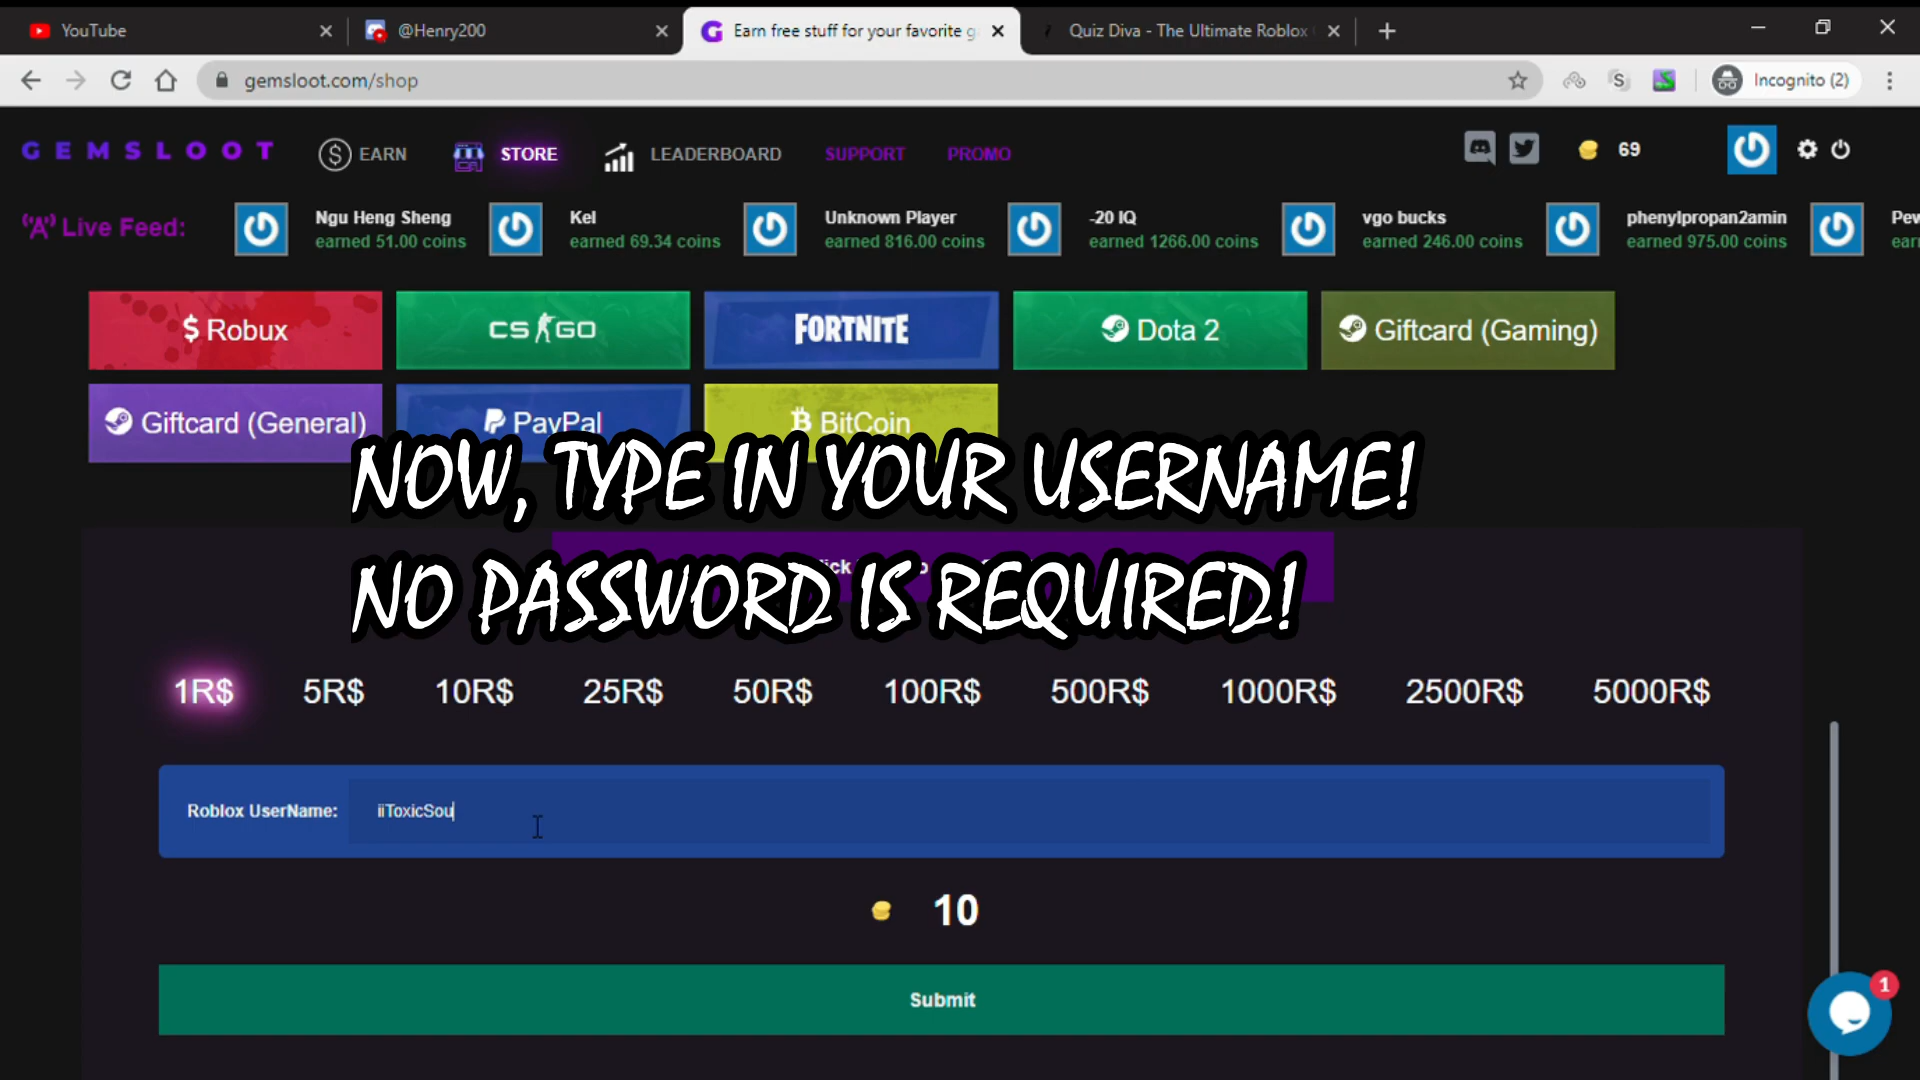 YouTube
@Henry200
Earn free stuff for your favorite g
Quiz Diva - The Ultimate Roblox
gemsloot.com/shop
S
Incognito (2)
GEMSLOOT
EARN
STORE
LEADERBOARD
SUPPORT
PROMO
69
Live Feed:
Ngu Heng Sheng
earned 51.00 coins
Kel
earned 69.34 coins
Unknown Player
earned 816.00 coins
-20 IQ
earned 1266.00 coins
vgo bucks
earned 246.00 coins
phenylpropan2amin
earned 975.00 coins
$ Robux
CS GO
FORTNITE
Dota 2
Giftcard (Gaming)
Giftcard (General)
PayPal
BitCoin
NOW, TYPE IN YOUR USERNAME!
NO PASSWORD IS REQUIRED!
1R$ 5R$ 10R$ 25R$ 50R$ 100R$ 500R$ 1000R$ 2500R$ 5000R$
Roblox UserName: iiToxicSou
10
Submit
1